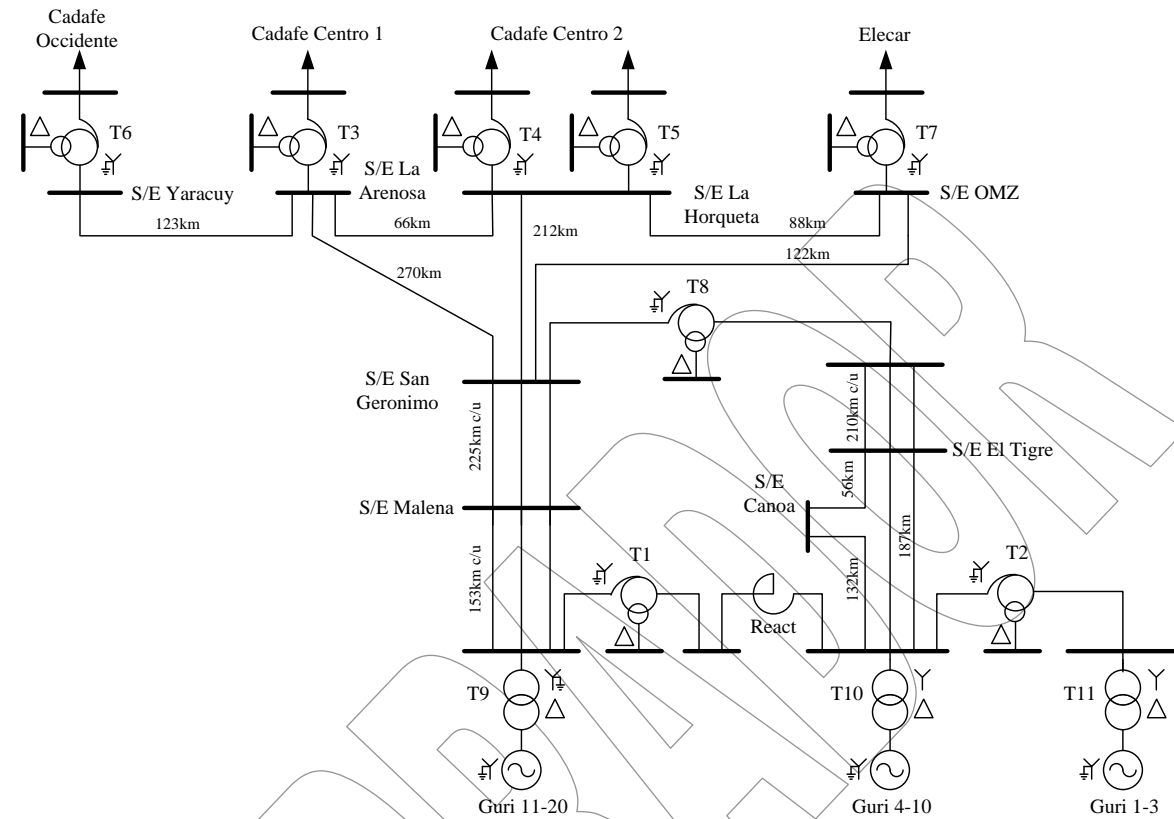 Cadafe
Occidente
Cadafe Centro 1
Cadafe Centro 2
Elecar
T6
T3
T4
T5
T7
S/E Yaracuy
S/E La
Arenosa
S/E La
Horqueta
S/E OMZ
123km
66km
212km
88km
122km
270km
T8
S/E San
Geronimo
225km c/u
210km c/u
S/E El Tigre
S/E
Canoa
56km
S/E Malena
187km
153km c/u
T1
132km
T2
React
T9
T10
T11
Guri 11-20
Guri 4-10
Guri 1-3